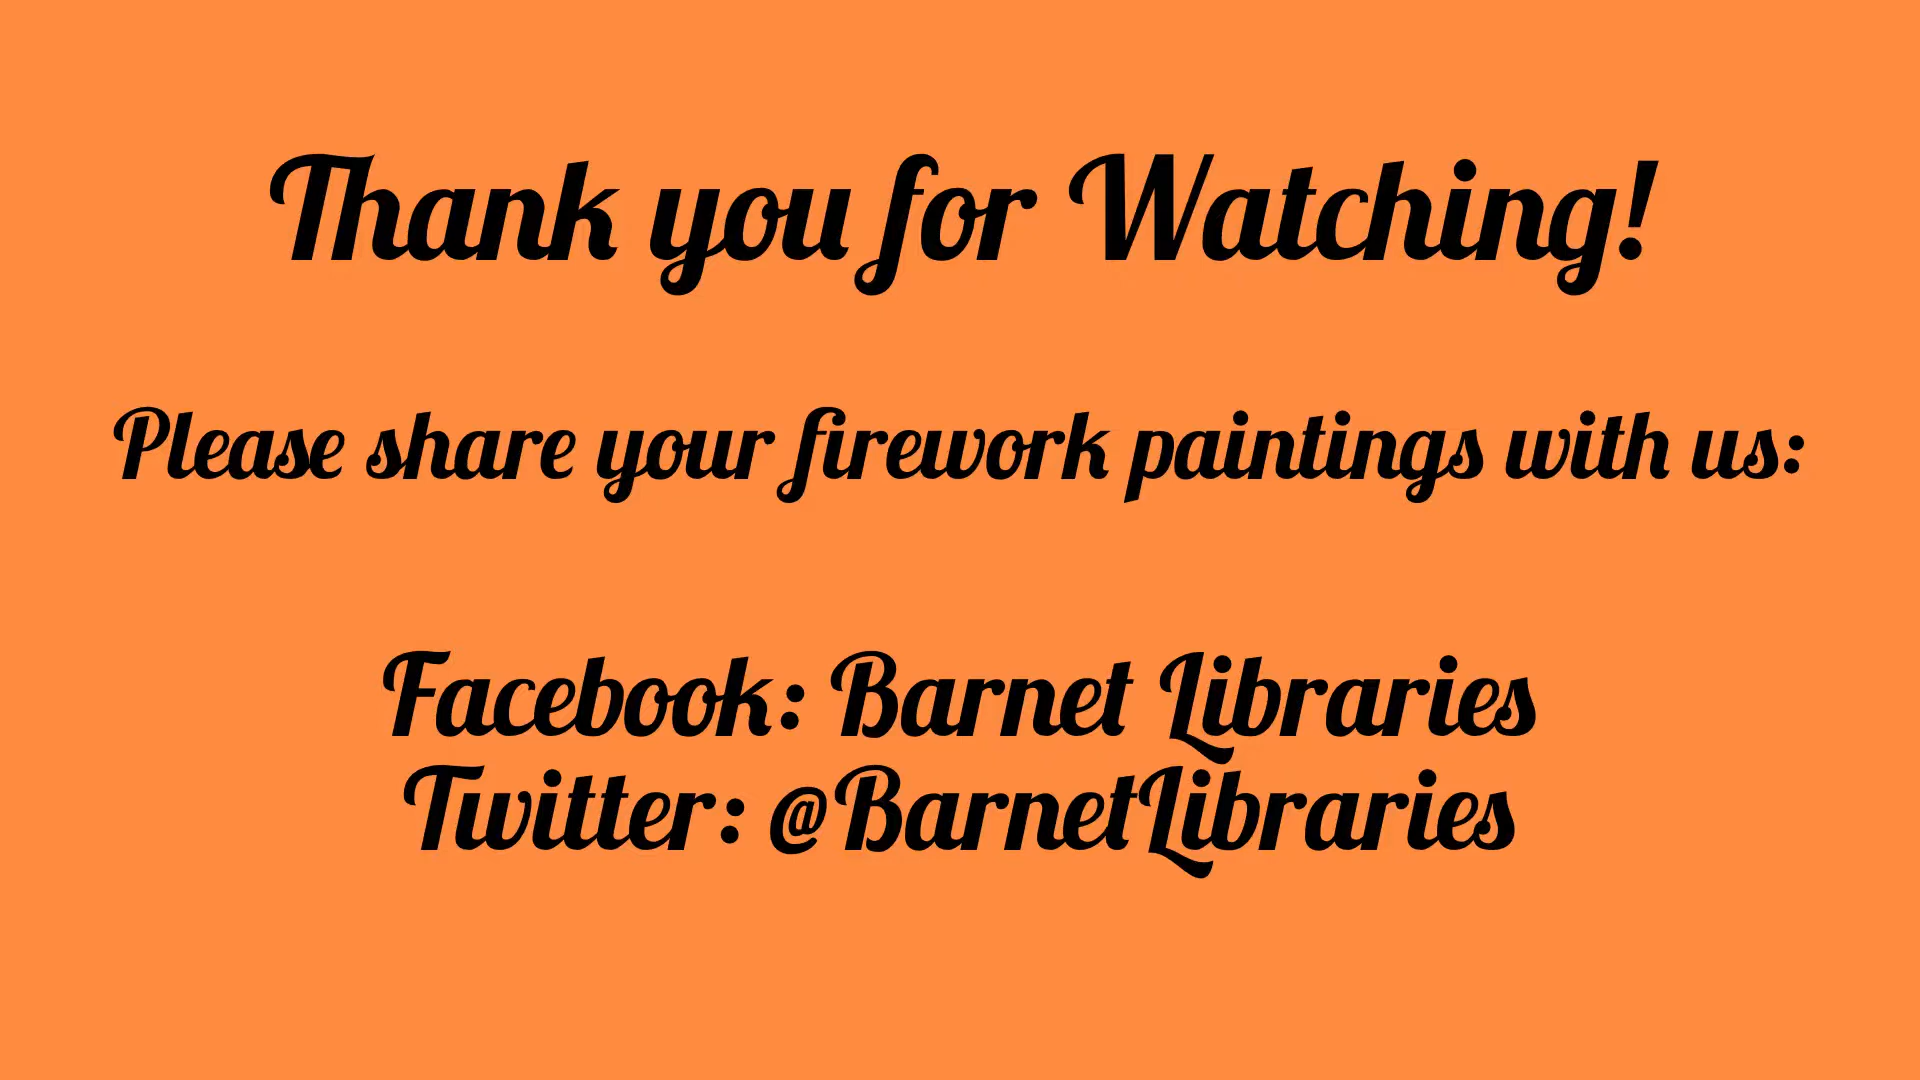 Thank you for Watching!
Please share your firework paintings with us:
Facebook: Barnet Libraries
Twitter: @BarnetLibraries